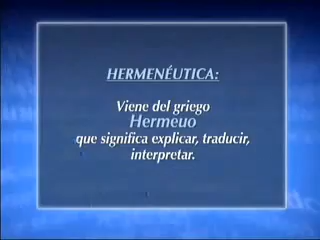 HERMENÉUTICA:
Viene del griego
Hermeuo
que significa explicar, traducir,
interpretar.